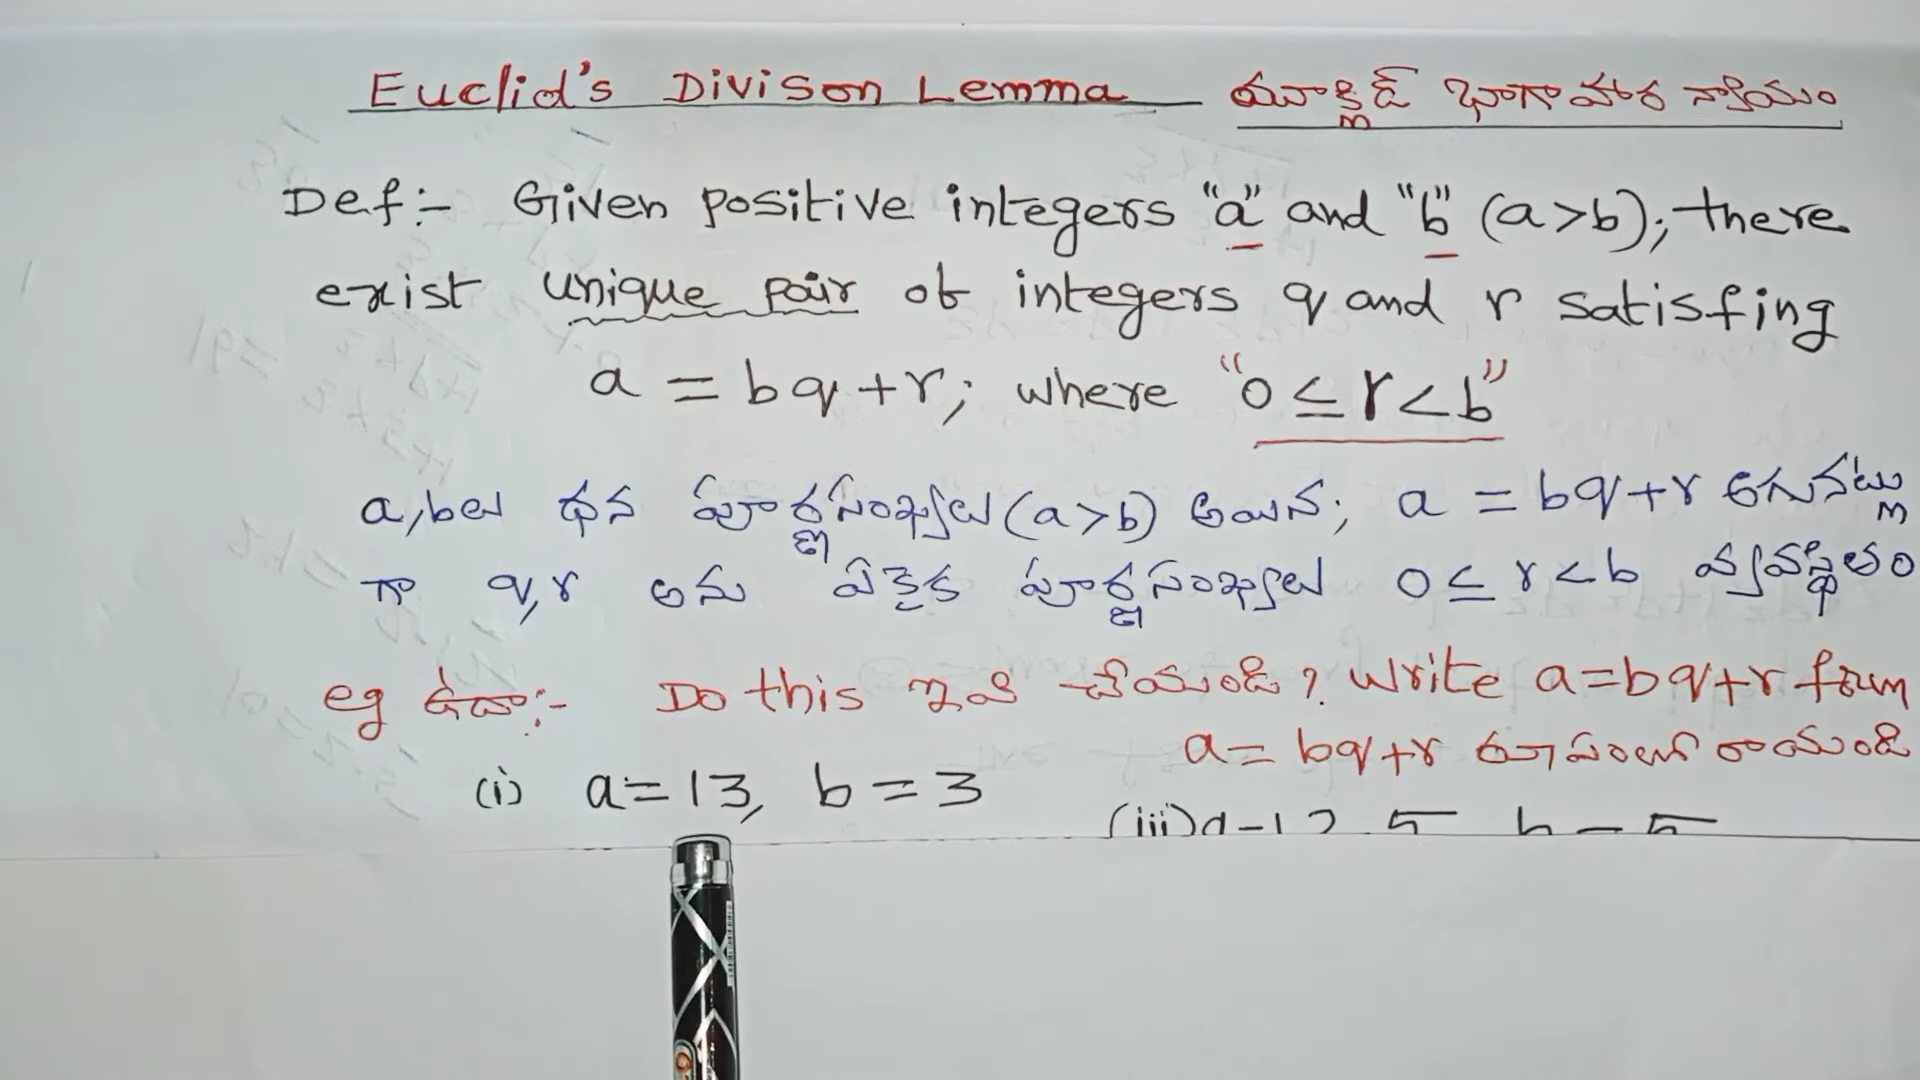 Euclid's Divison Lemma యూక్లిడ్ భాగాహార న్యాయం
Def:- Given positive integers "a" and "b" (a>b); there
exist unique pair of integers q and r satisfing
a = bq+r; where "0≤r<b"
a,bలు ధన పూర్ణసంఖ్యలు (a>b) అయిన; a = bq+r అగునట్లు
గా q,r అను ఏకైక పూర్ణసంఖ్యలు 0≤r<b వ్యవస్థితం
eg ఉదా:- Do this ఇవి చేయండి? Write a=bq+r form
a= bq+r రూపంలో రాయండి
(i) a=13, b=3
(iii)